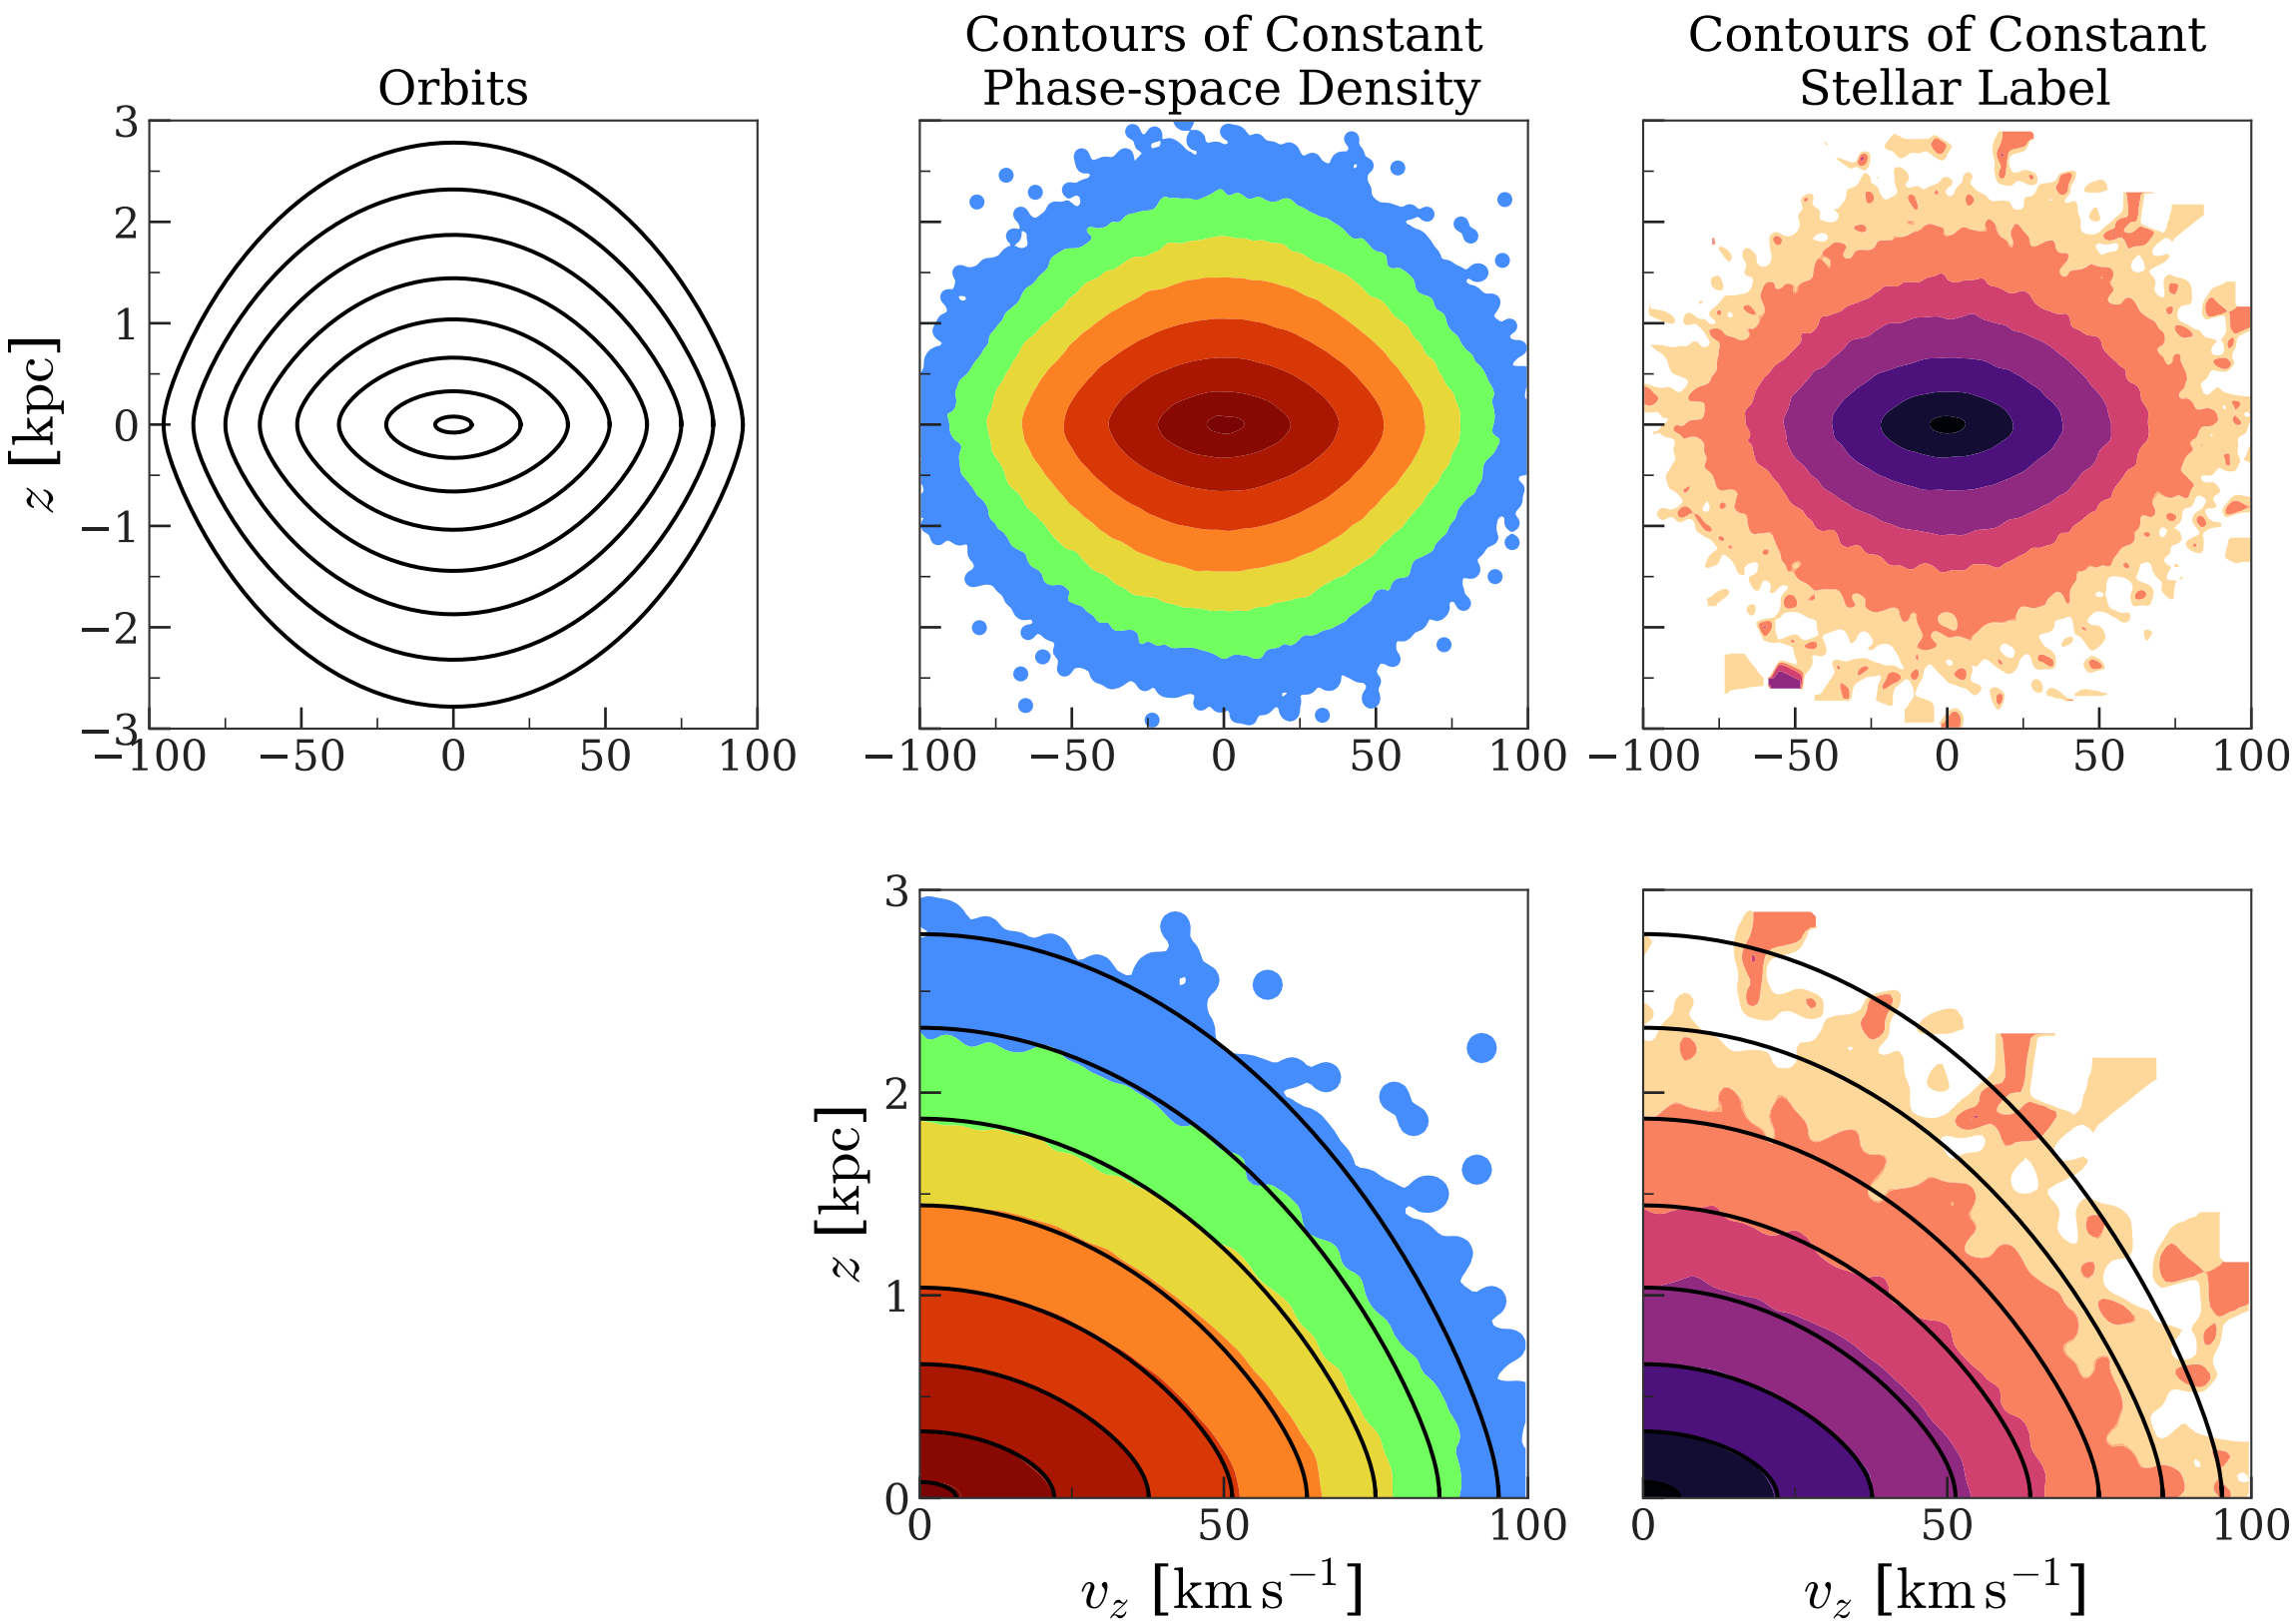 Orbits
Contours of Constant
Phase-space Density
Contours of Constant
Stellar Label
3
2
1
0
−1
−2
−3
z [kpc]
−100 −50 0 50 100
−100 −50 0 50 100
−100 −50 0 50 100
3
2
1
0
z [kpc]
0 50 100
0 50 100
v_z [km s⁻¹]
v_z [km s⁻¹]